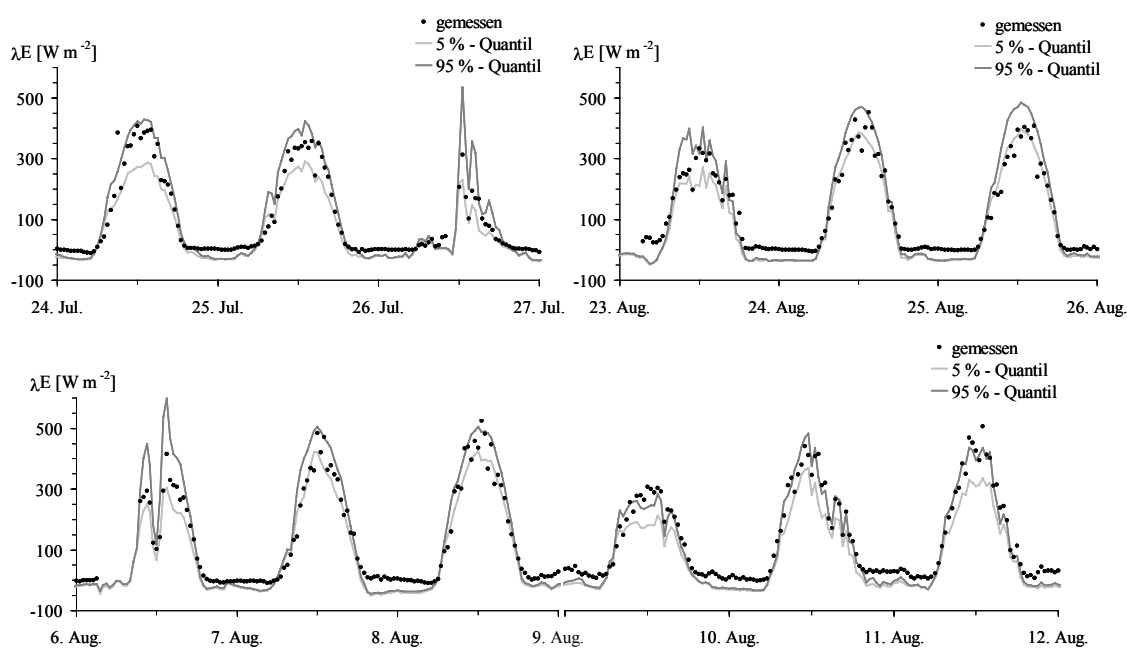 gemessen
5 % - Quantil
95 % - Quantil
λE [W m⁻²]
500
300
100
-100
24. Jul.
25. Jul.
26. Jul.
27. Jul.
gemessen
5 % - Quantil
95 % - Quantil
λE [W m⁻²]
500
300
100
-100
23. Aug.
24. Aug.
25. Aug.
26. Aug.
gemessen
5 % - Quantil
95 % - Quantil
λE [W m⁻²]
500
300
100
-100
6. Aug.
7. Aug.
8. Aug.
9. Aug.
10. Aug.
11. Aug.
12. Aug.